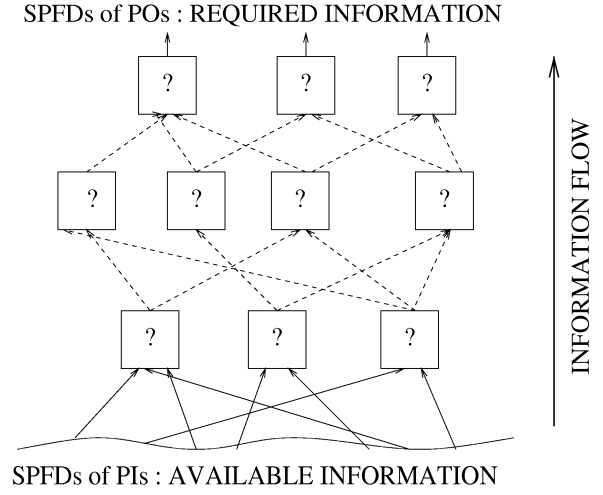 SPFDs of POs : REQUIRED INFORMATION
? ? ?
? ? ? ?
? ? ?
INFORMATION FLOW
SPFDs of PIs : AVAILABLE INFORMATION